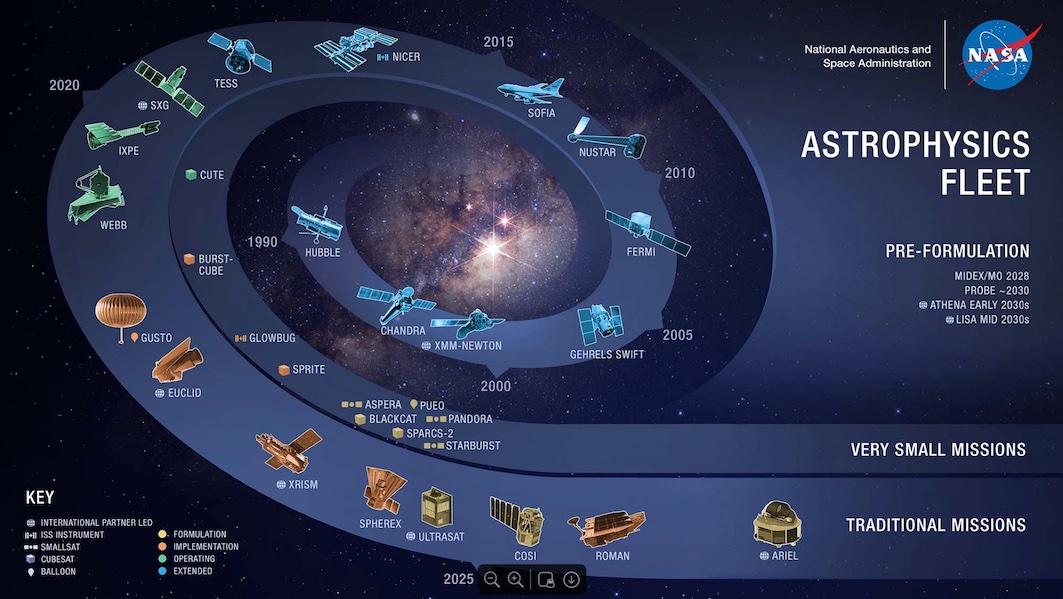 National Aeronautics and
Space Administration
NASA
ASTROPHYSICS
FLEET
PRE-FORMULATION
MIDEX/MO 2028
PROBE ~2030
ATHENA EARLY 2030s
LISA MID 2030s
2015
NICER
TESS
2020
SXG
SOFIA
IXPE
NUSTAR
2010
CUTE
WEBB
1990
HUBBLE
FERMI
BURST-
CUBE
CHANDRA
XMM-NEWTON
GEHRELS SWIFT
2005
GUSTO
GLOWBUG
2000
SPRITE
EUCLID
ASPERA
PUEO
BLACKCAT
PANDORA
SPARCS-2
STARBURST
VERY SMALL MISSIONS
XRISM
SPHEREX
ULTRASAT
COSI
ROMAN
ARIEL
TRADITIONAL MISSIONS
2025
KEY
INTERNATIONAL PARTNER LED
ISS INSTRUMENT
SMALLSAT
CUBESAT
BALLOON
FORMULATION
IMPLEMENTATION
OPERATING
EXTENDED